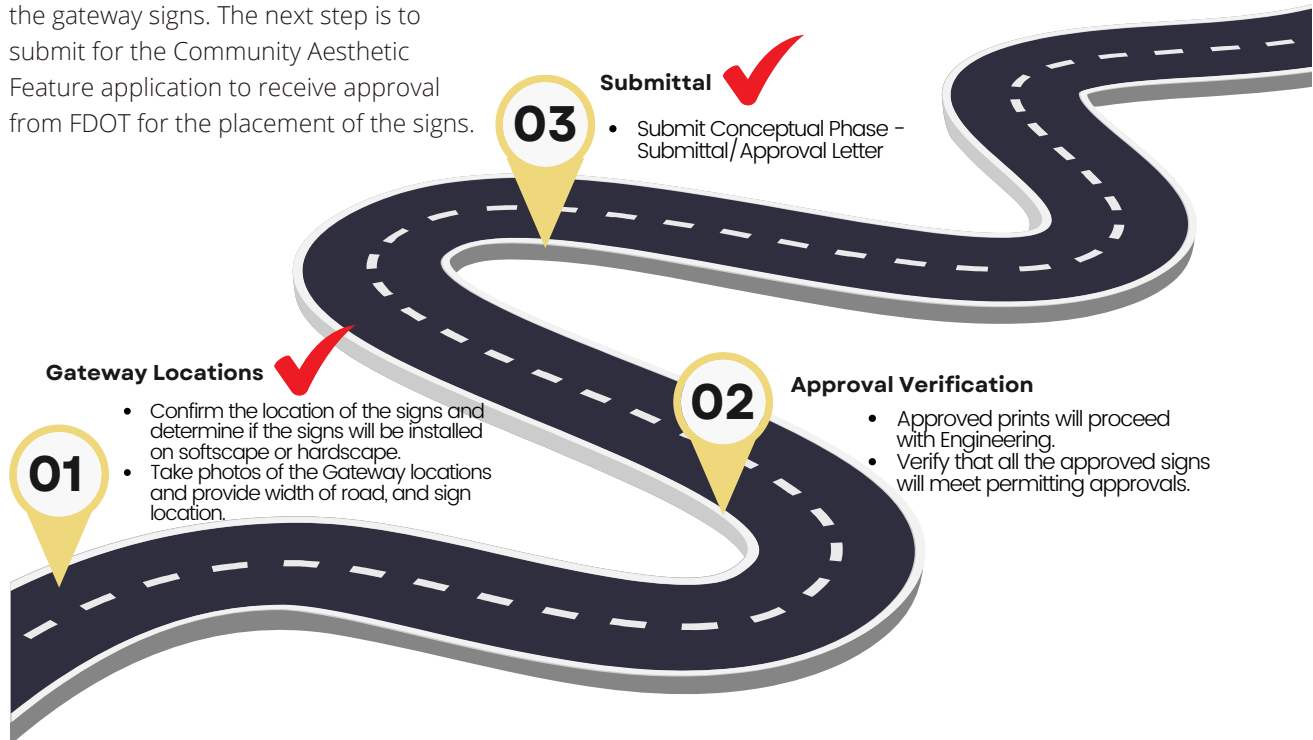 the gateway signs. The next step is to
submit for the Community Aesthetic
Feature application to receive approval
from FDOT for the placement of the signs.
Submittal
03
• Submit Conceptual Phase -
Submittal/Approval Letter
Gateway Locations
01
• Confirm the location of the signs and
determine if the signs will be installed
on softscape or hardscape.
• Take photos of the Gateway locations
and provide width of road, and sign
location.
02
Approval Verification
• Approved prints will proceed
with Engineering.
• Verify that all the approved signs
will meet permitting approvals.